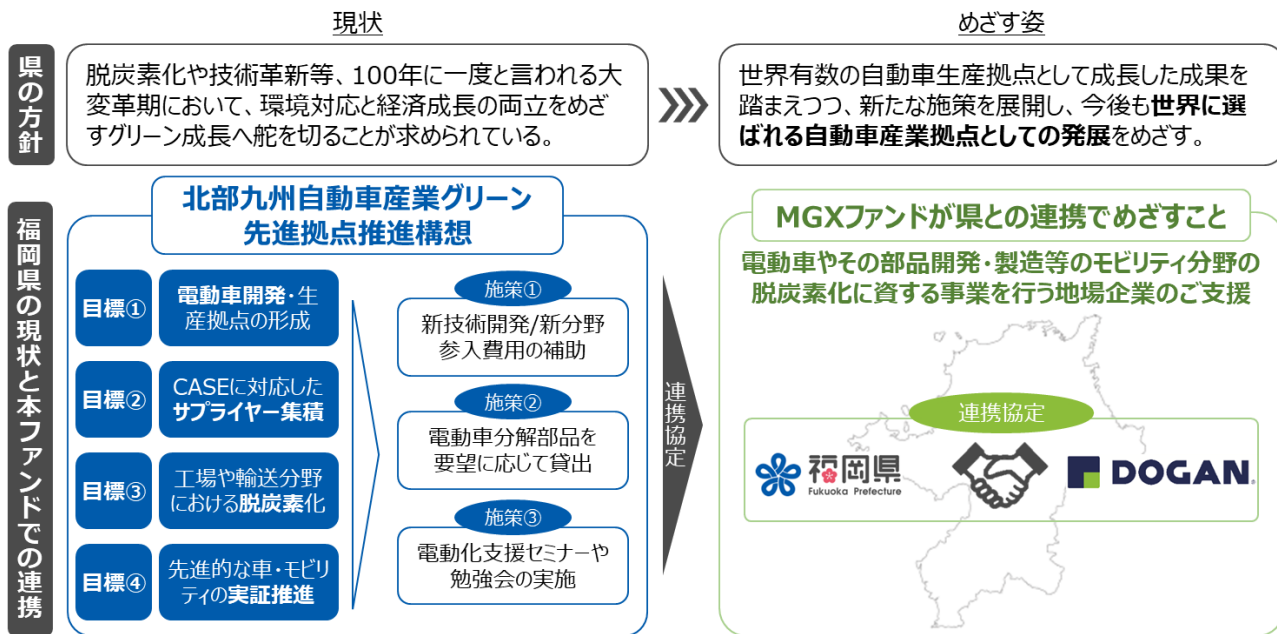 現状
めざす姿
県の方針
脱炭素化や技術革新等、100年に一度と言われる大
変革期において、環境対応と経済成長の両立をめざ
すグリーン成長へ舵を切ることが求められている。
世界有数の自動車生産拠点として成長した成果を
踏まえつつ、新たな施策を展開し、今後も世界に選
ばれる自動車産業拠点としての発展をめざす。
福岡県の現状と本ファンドでの連携
北部九州自動車産業グリーン
先進拠点推進構想
目標①
電動車開発・生
産拠点の形成
目標②
CASEに対応した
サプライヤー集積
目標③
工場や輸送分野
における脱炭素化
目標④
先進的な車・モビリ
ティの実証推進
施策①
新技術開発/新分野
参入費用の補助
施策②
電動車分解部品を
要望に応じて貸出
施策③
電動化支援セミナーや
勉強会の実施
連携協定
MGXファンドが県との連携でめざすこと
電動車やその部品開発・製造等のモビリティ分野の
脱炭素化に資する事業を行う地場企業のご支援
連携協定
福岡県
Fukuoka Prefecture
DOGAN®